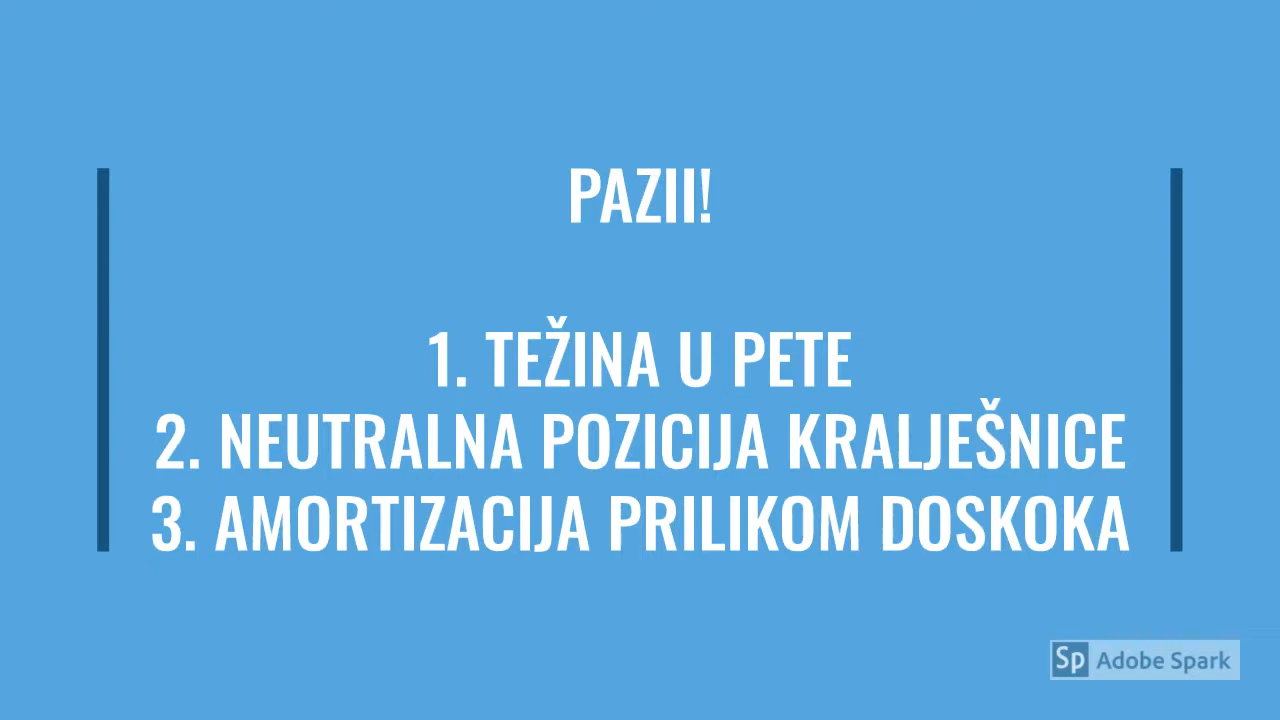 PAZII!
1. TEŽINA U PETE
2. NEUTRALNA POZICIJA KRALJEŠNICE
3. AMORTIZACIJA PRILIKOM DOSKOKA
Sp Adobe Spark